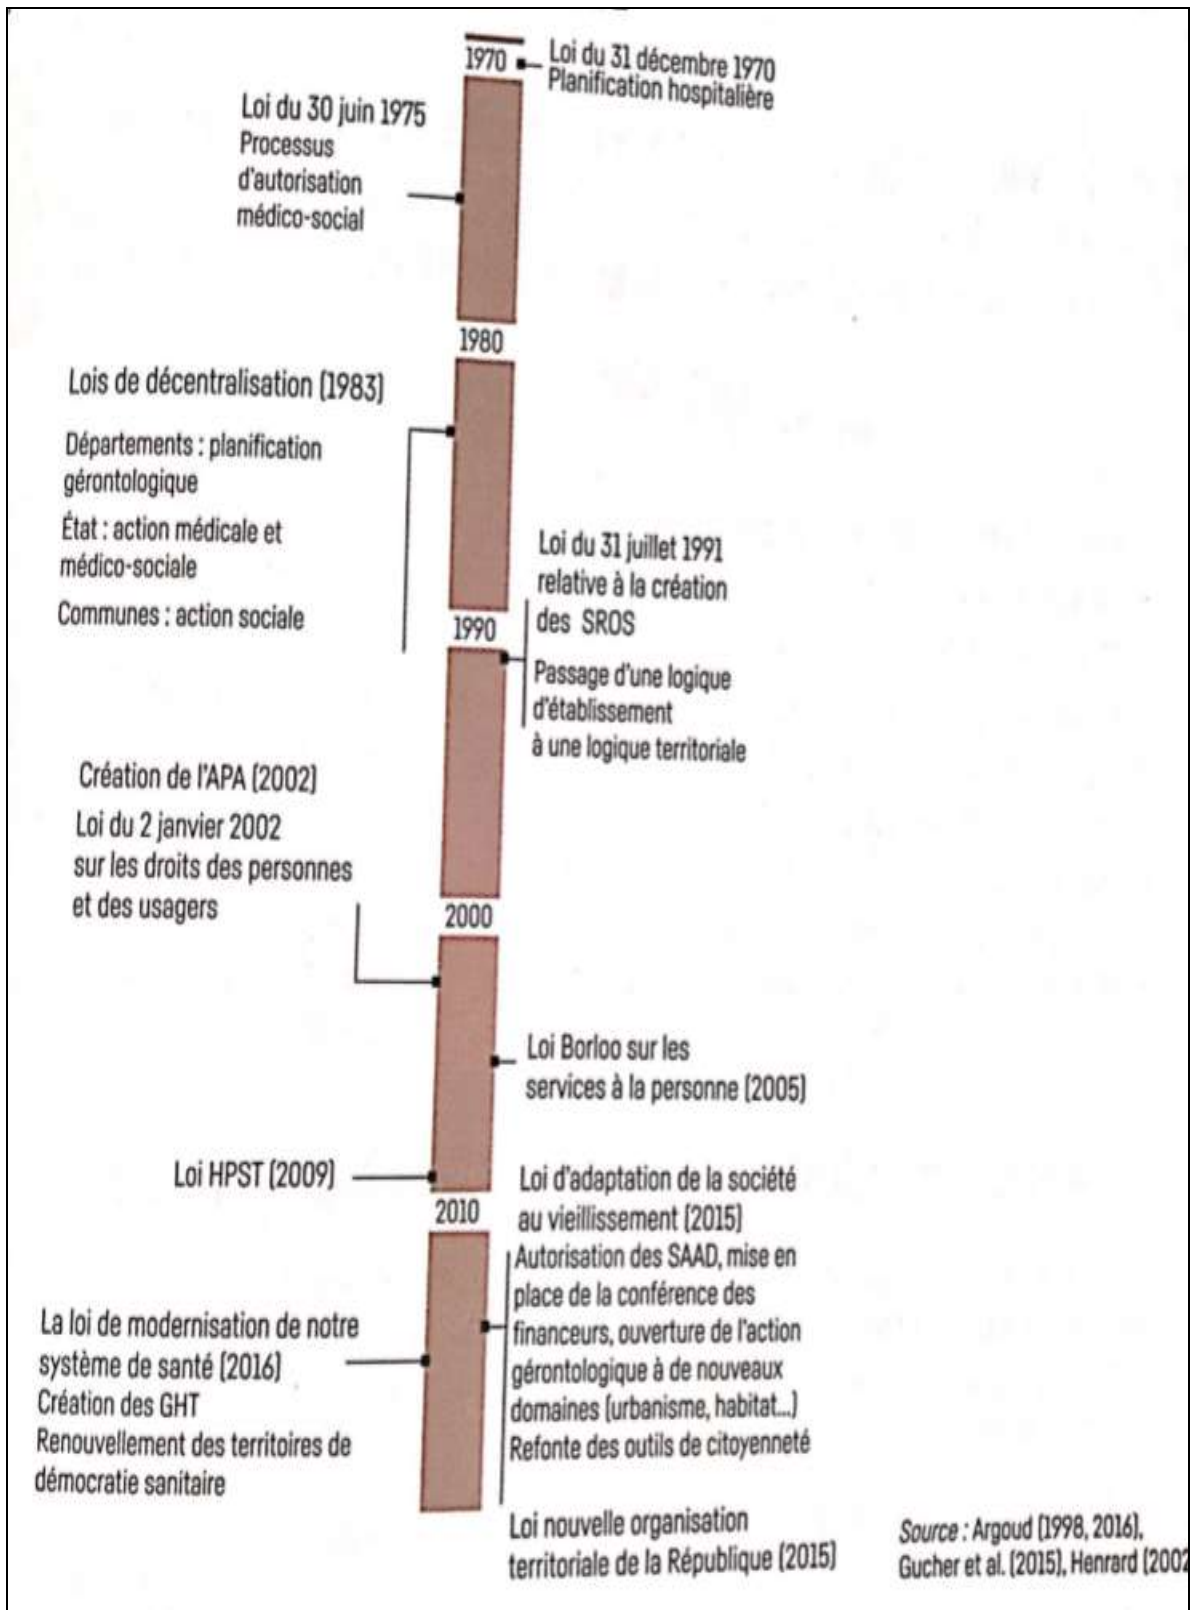 1970
Loi du 31 décembre 1970
Planification hospitalière
Loi du 30 juin 1975
Processus
d'autorisation
médico-social
1980
Lois de décentralisation (1983)
Départements : planification
gérontologique
État : action médicale et
médico-sociale
Communes : action sociale
Loi du 31 juillet 1991
relative à la création
des SROS
1990
Passage d'une logique
d'établissement
à une logique territoriale
Création de l'APA (2002)
Loi du 2 janvier 2002
sur les droits des personnes
et des usagers
2000
Loi Borloo sur les
services à la personne (2005)
Loi HPST (2009)
2010
Loi d'adaptation de la société
au vieillissement (2015)
Autorisation des SAAD, mise en
place de la conférence des
financeurs, ouverture de l'action
gérontologique à de nouveaux
domaines (urbanisme, habitat...)
Refonte des outils de citoyenneté
La loi de modernisation de notre
système de santé (2016)
Création des GHT
Renouvellement des territoires de
démocratie sanitaire
Loi nouvelle organisation
territoriale de la République (2015)
Source : Argoud (1998, 2016),
Gucher et al. (2015), Henrard (2002